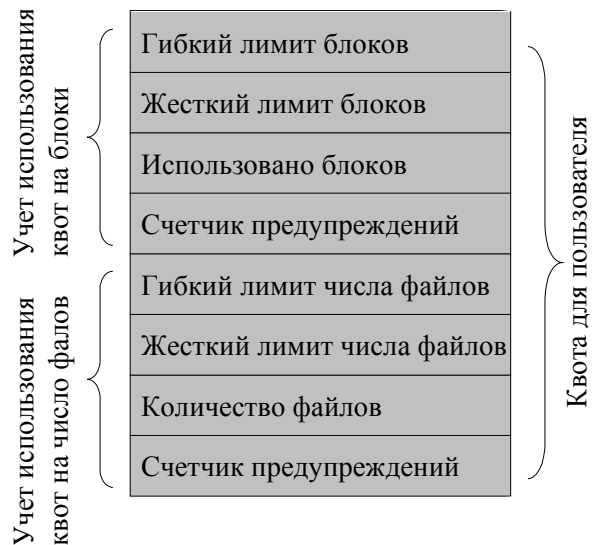 Учет использования
квот на блоки
Гибкий лимит блоков
Жесткий лимит блоков
Использовано блоков
Счетчик предупреждений
Учет использования
квот на число фалов
Гибкий лимит числа файлов
Жесткий лимит числа файлов
Количество файлов
Счетчик предупреждений
Квота для пользователя